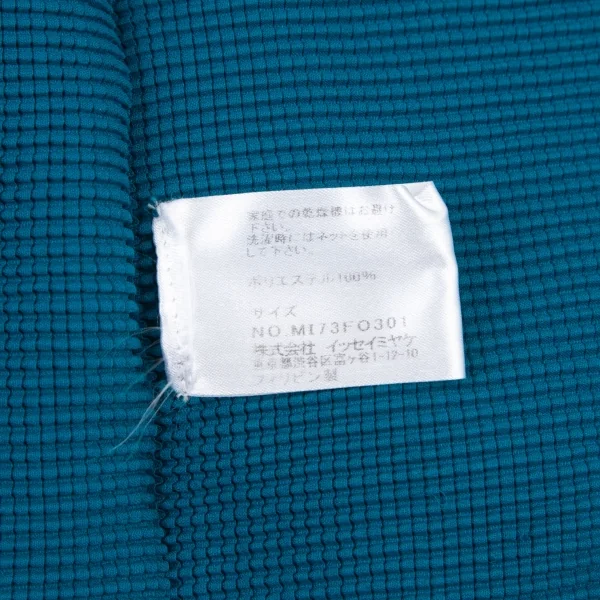 家庭での乾燥機はお避け
下さい。
洗濯時にはネットを使用
して下さい。
ポリエステル100%
サイズ
NO.MI73FO301
株式会社 イッセイミヤケ
東京都渋谷区富ヶ谷1-12-10
フィリピン製